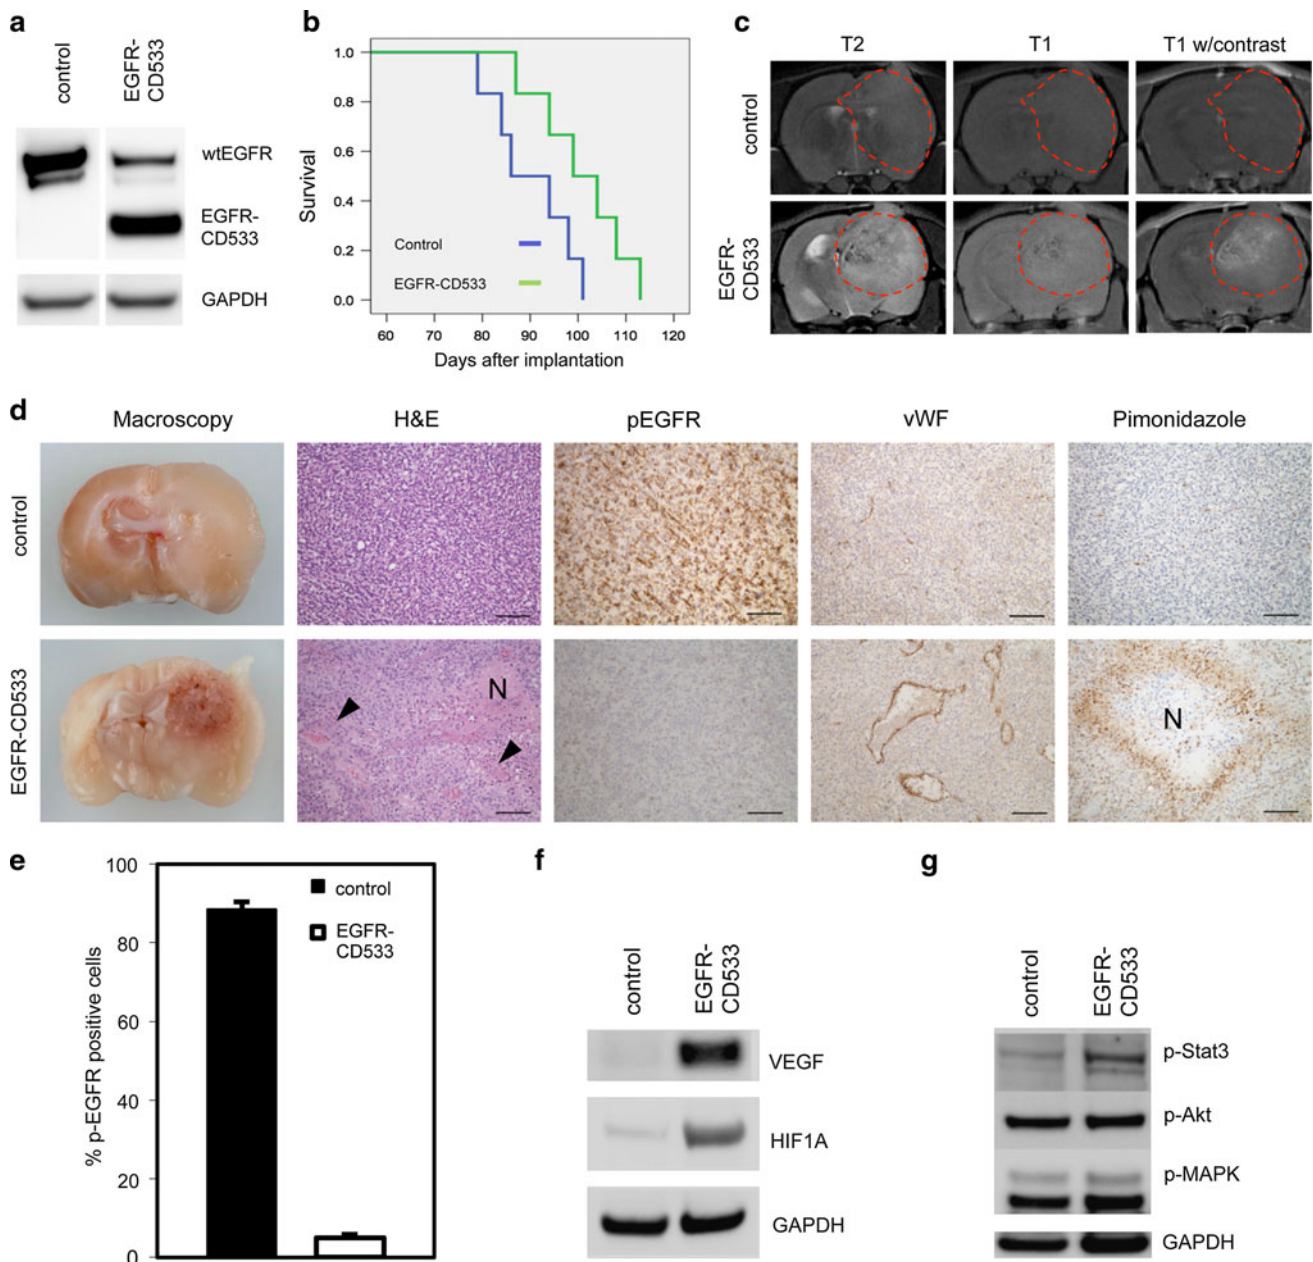 a
control
EGFR-
CD533
wtEGFR
EGFR-
CD533
GAPDH
b
Survival
1.0
0.8
0.6
0.4
0.2
0.0
Control
EGFR-CD533
60 70 80 90 100 110 120
Days after implantation
c
T2 T1 T1 w/contrast
control
EGFR-
CD533
d
Macroscopy H&E pEGFR vWF Pimonidazole
control
EGFR-CD533
N
N
e
% p-EGFR positive cells
100
80
60
40
20
0
control
EGFR-
CD533
f
control
EGFR-
CD533
VEGF
HIF1A
GAPDH
g
control
EGFR-
CD533
p-Stat3
p-Akt
p-MAPK
GAPDH